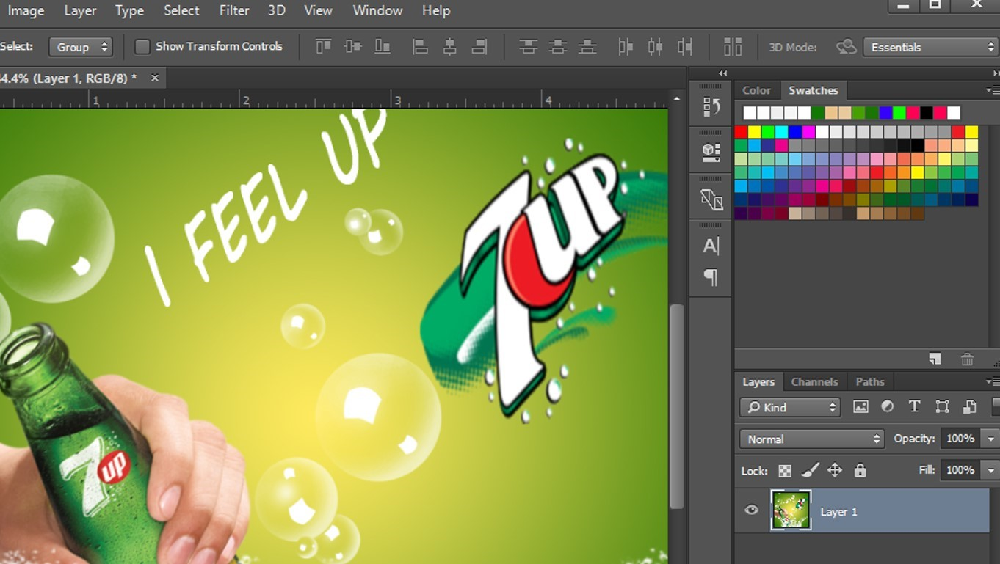 Image Layer Type Select Filter 3D View Window Help
Select: Group Show Transform Controls 3D Mode: Essentials
4.4% (Layer 1, RGB/8) * ×
1 2 3 4
Color Swatches
I FEEL UP
7UP
7up
A
Layers Channels Paths
Kind T
Normal Opacity: 100%
Lock: Fill: 100%
Layer 1